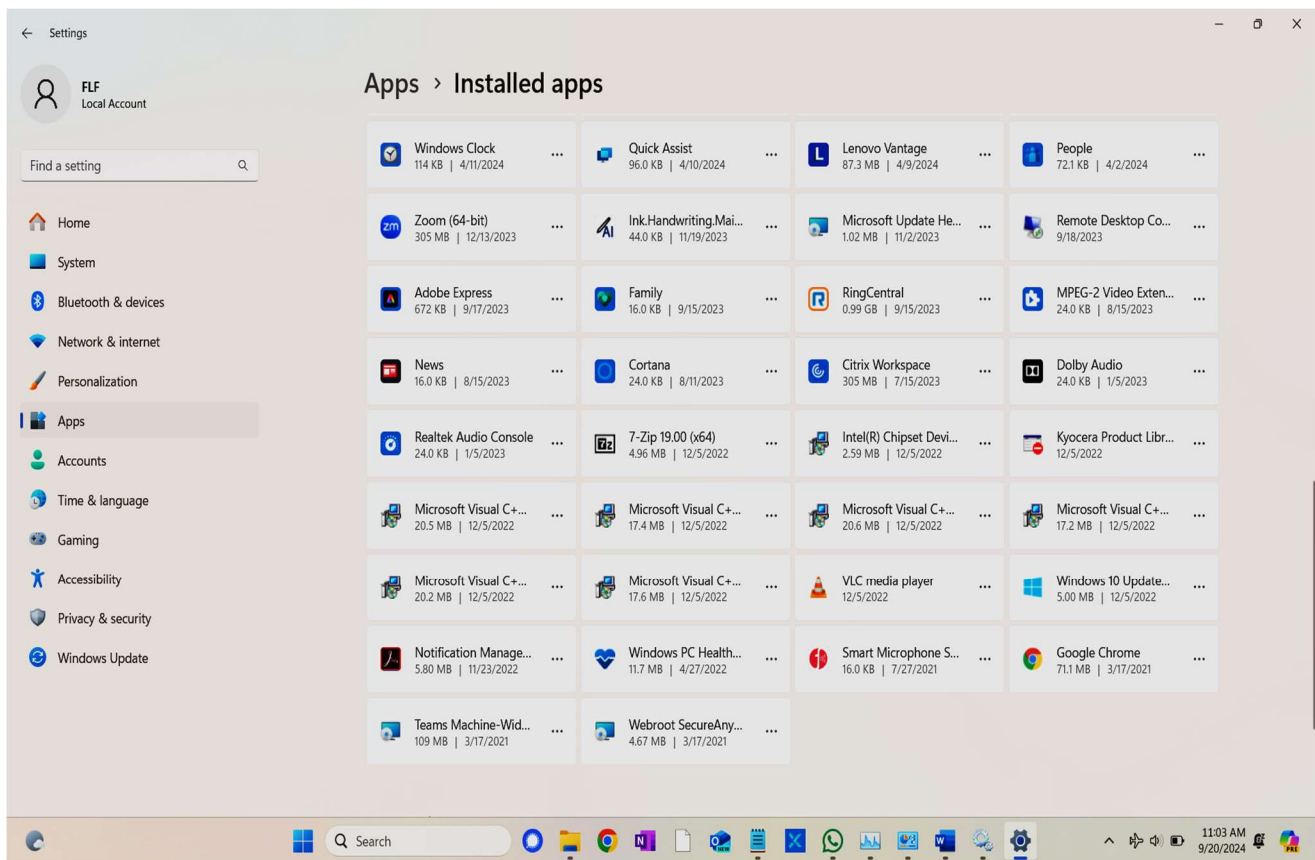 Settings
FLF
Local Account
Find a setting
Home
System
Bluetooth & devices
Network & internet
Personalization
Apps
Accounts
Time & language
Gaming
Accessibility
Privacy & security
Windows Update
Apps > Installed apps
Windows Clock
114 KB | 4/11/2024
Quick Assist
96.0 KB | 4/10/2024
Lenovo Vantage
87.3 MB | 4/9/2024
People
72.1 KB | 4/2/2024
Zoom (64-bit)
305 MB | 12/13/2023
Ink.Handwriting.Mai...
44.0 KB | 11/19/2023
Microsoft Update He...
1.02 MB | 11/2/2023
Remote Desktop Co...
9/18/2023
Adobe Express
672 KB | 9/17/2023
Family
16.0 KB | 9/15/2023
RingCentral
0.99 GB | 9/15/2023
MPEG-2 Video Exten...
24.0 KB | 8/15/2023
News
16.0 KB | 8/15/2023
Cortana
24.0 KB | 8/11/2023
Citrix Workspace
305 MB | 7/15/2023
Dolby Audio
24.0 KB | 1/5/2023
Realtek Audio Console
24.0 KB | 1/5/2023
7-Zip 19.00 (x64)
4.96 MB | 12/5/2022
Intel(R) Chipset Devi...
2.59 MB | 12/5/2022
Kyocera Product Libr...
12/5/2022
Microsoft Visual C+...
20.5 MB | 12/5/2022
Microsoft Visual C+...
17.4 MB | 12/5/2022
Microsoft Visual C+...
20.6 MB | 12/5/2022
Microsoft Visual C+...
17.2 MB | 12/5/2022
Microsoft Visual C+...
20.2 MB | 12/5/2022
Microsoft Visual C+...
17.6 MB | 12/5/2022
VLC media player
12/5/2022
Windows 10 Update...
5.00 MB | 12/5/2022
Notification Manage...
5.80 MB | 11/23/2022
Windows PC Health...
11.7 MB | 4/27/2022
Smart Microphone S...
16.0 KB | 7/27/2021
Google Chrome
71.1 MB | 3/17/2021
Teams Machine-Wid...
109 MB | 3/17/2021
Webroot SecureAny...
4.67 MB | 3/17/2021
Search
11:03 AM
9/20/2024